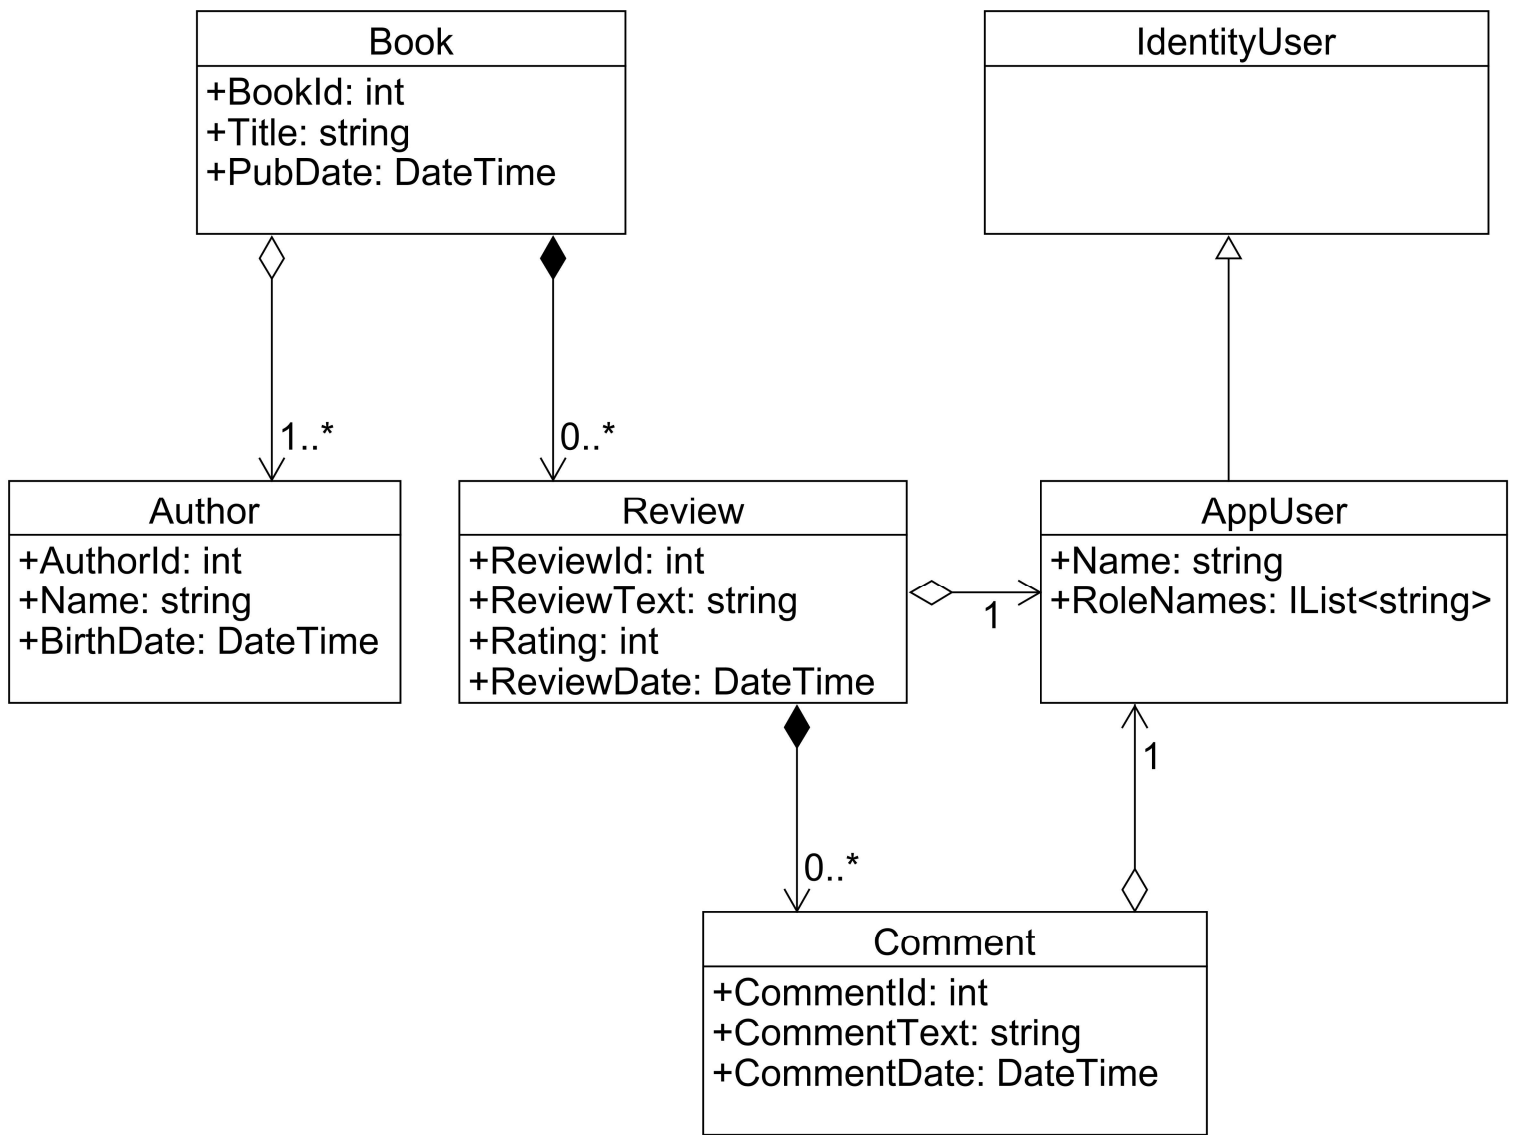 Book
+BookId: int
+Title: string
+PubDate: DateTime
IdentityUser
1..*
0..*
Author
+AuthorId: int
+Name: string
+BirthDate: DateTime
Review
+ReviewId: int
+ReviewText: string
+Rating: int
+ReviewDate: DateTime
1
AppUser
+Name: string
+RoleNames: IList<string>
1
0..*
Comment
+CommentId: int
+CommentText: string
+CommentDate: DateTime